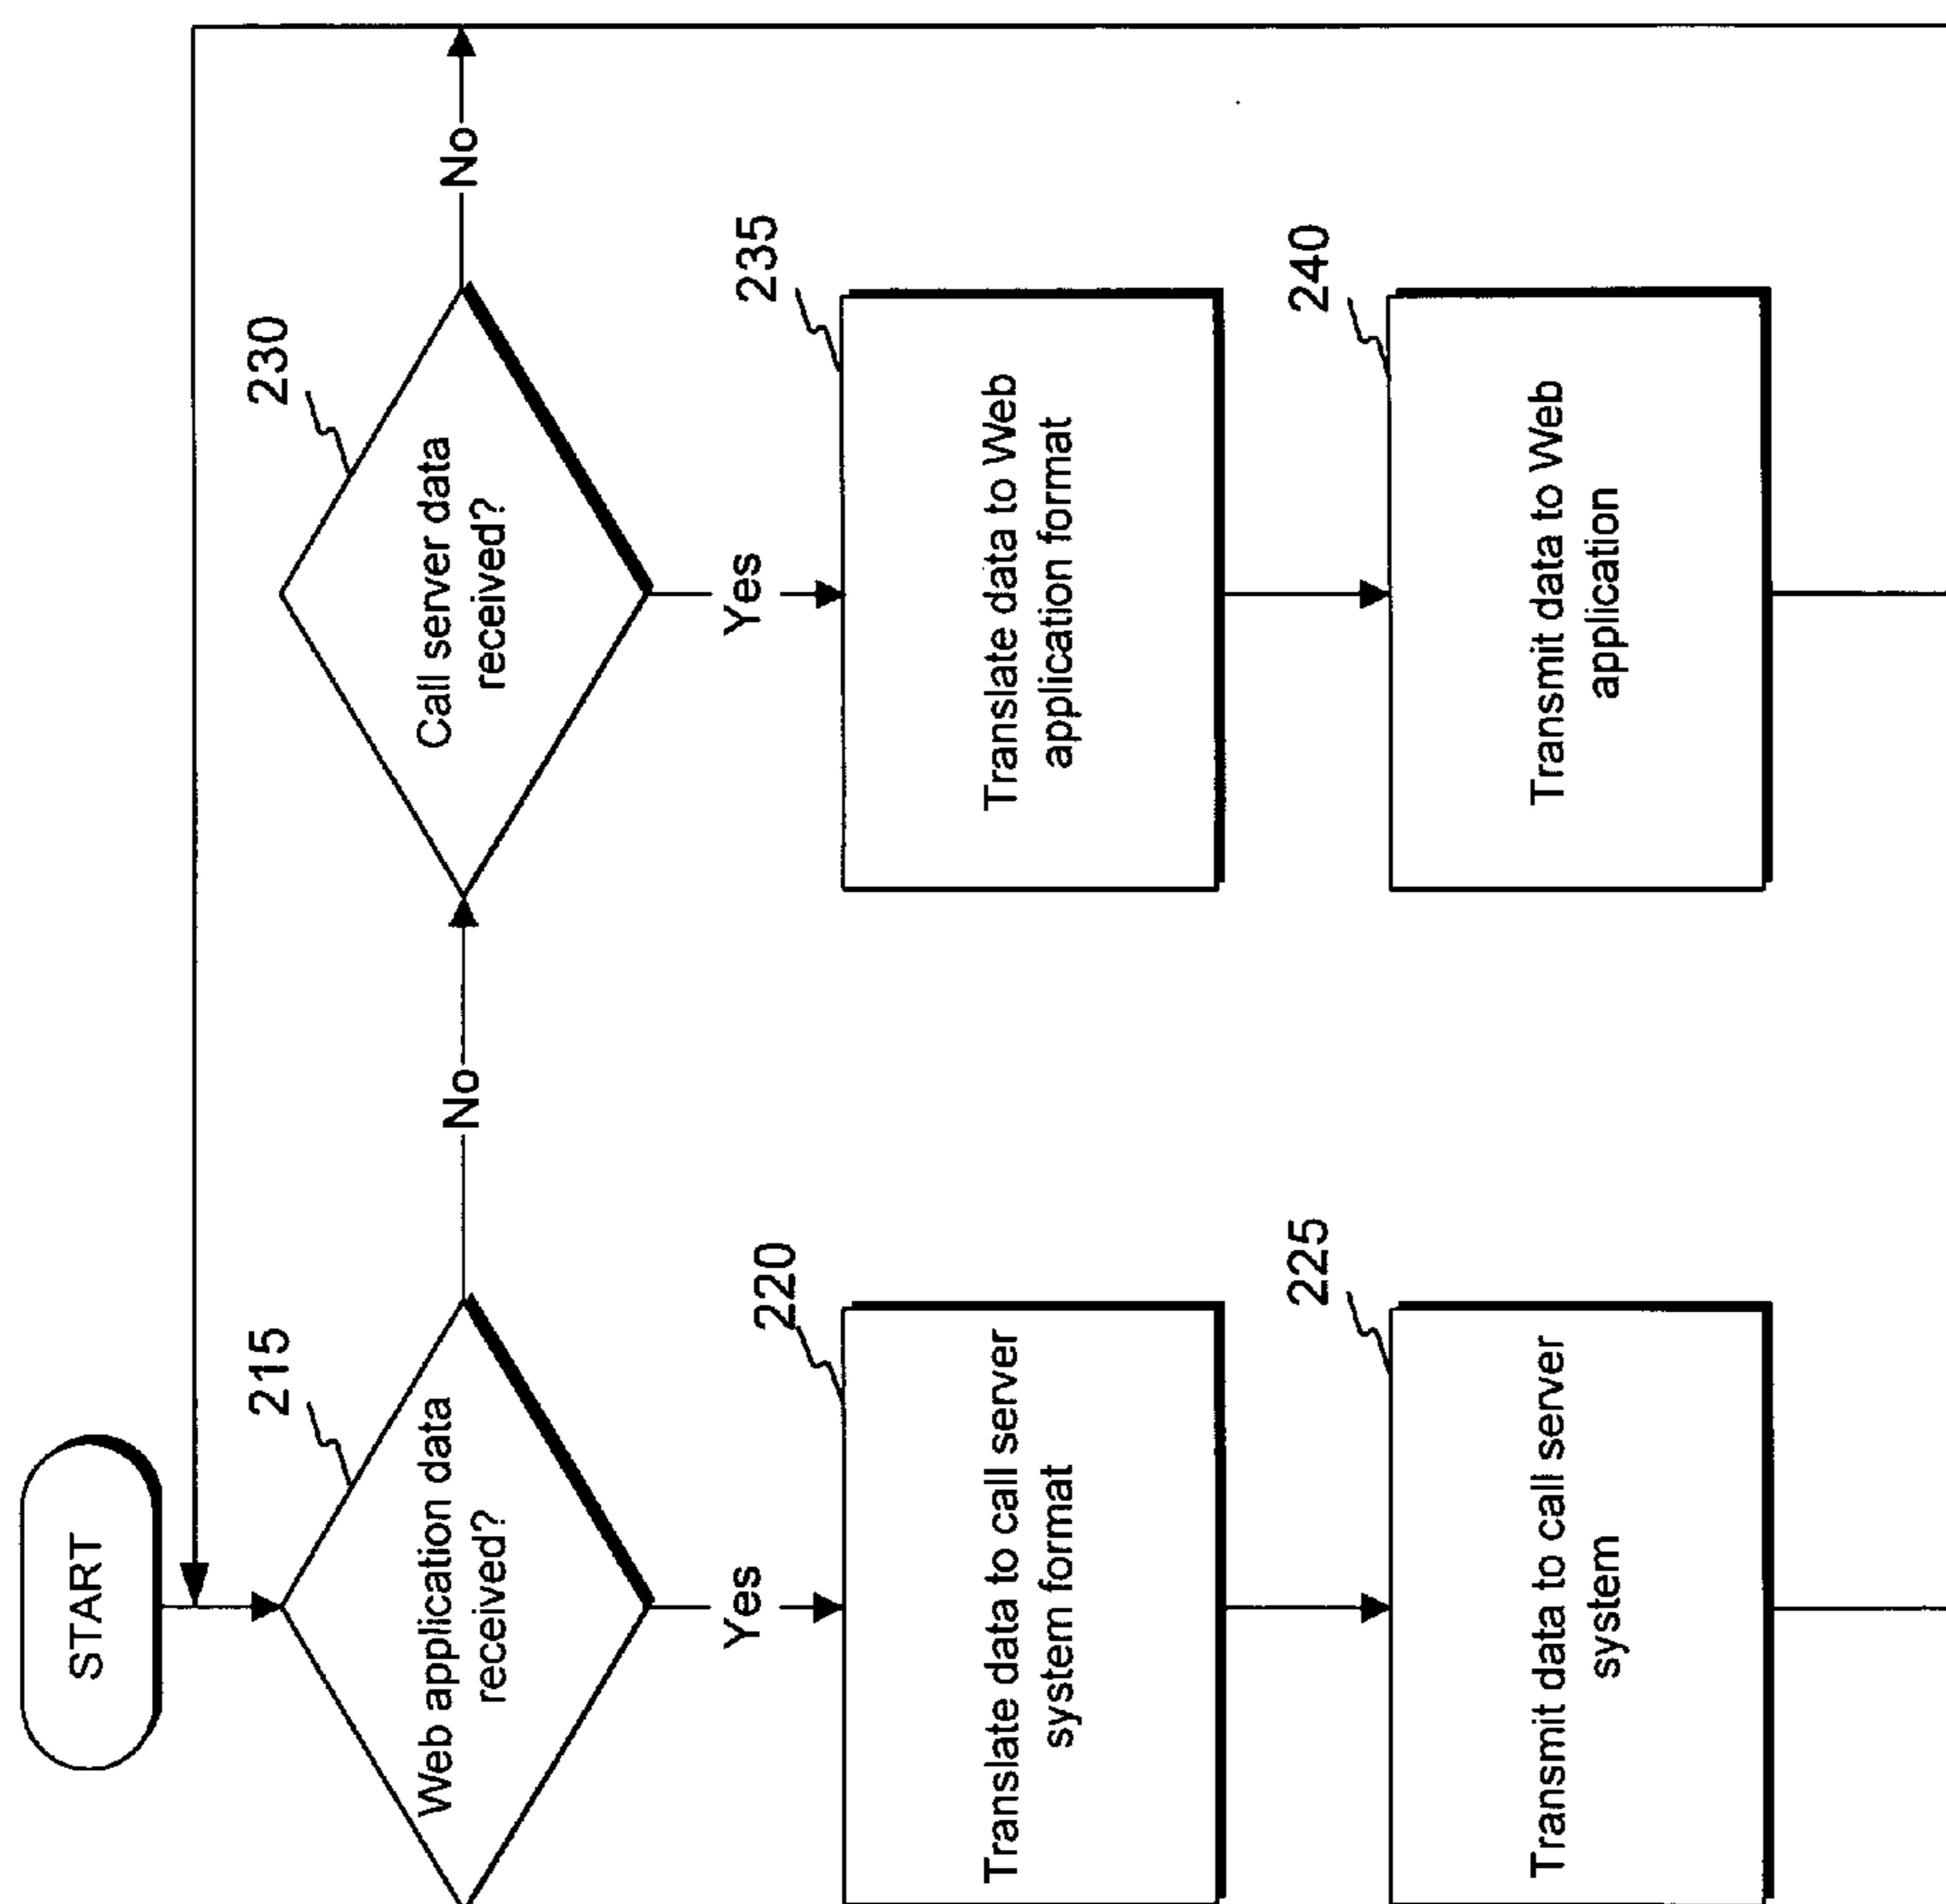 START
215
Web application data
received?
No
230
Call server data
received?
No
Yes
Yes
220
Translate data to call server
system format
235
Translate data to Web
application format
225
Transmit data to call server
system
240
Transmit data to Web
application